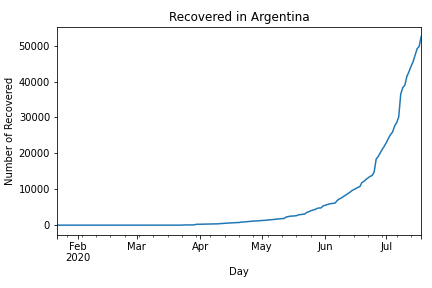 Recovered in Argentina
50000
40000
30000
20000
10000
0
Number of Recovered
Feb Mar Apr May Jun Jul
2020
Day